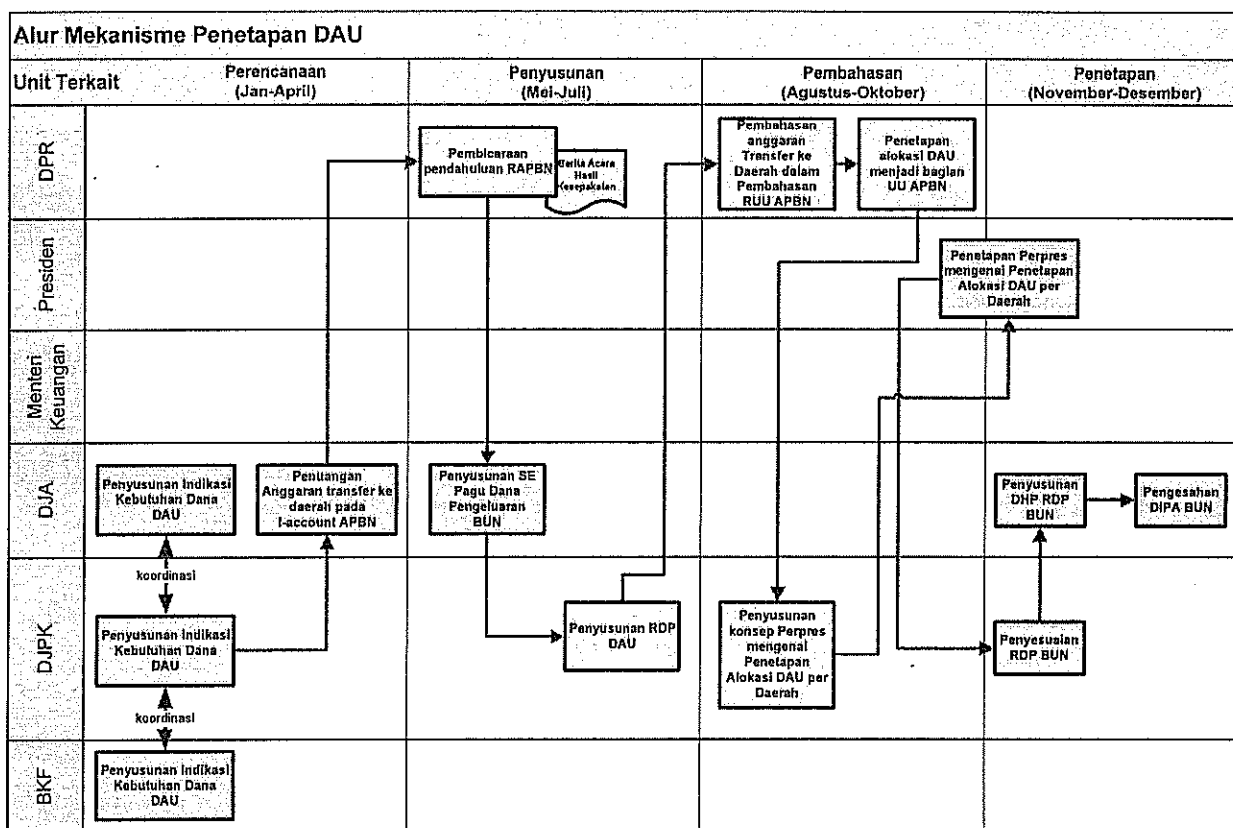 Alur Mekanisme Penetapan DAU
Unit Terkait
Perencanaan
(Jan-April)
Penyusunan
(Mei-Juli)
Pembahasan
(Agustus-Oktober)
Penetapan
(November-Desember)
DPR
Pembicaraan
pendahuluan RAPBN
Berita Acara
Hasil
Kesepakatan
Pembahasan
anggaran
Transfer ke
Daerah dalam
Pembahasan
RUU APBN
Penetapan
alokasi DAU
menjadi bagian
UU APBN
Presiden
Penetapan Perpres
mengenai Penetapan
Alokasi DAU per
Daerah
Menteri
Keuangan
DJA
Penyusunan Indikasi
Kebutuhan Dana
DAU
Penuangan
Anggaran transfer ke
daerah pada
I-account APBN
Penyusunan SE
Pagu Dana
Pengeluaran
BUN
Penyusunan
DHP RDP
BUN
Pengesahan
DIPA BUN
koordinasi
DJPK
Penyusunan Indikasi
Kebutuhan Dana
DAU
Penyusunan RDP
DAU
Penyusunan
konsep Perpres
mengenai
Penetapan
Alokasi DAU per
Daerah
Penyesuaian
RDP BUN
koordinasi
BKF
Penyusunan Indikasi
Kebutuhan Dana
DAU